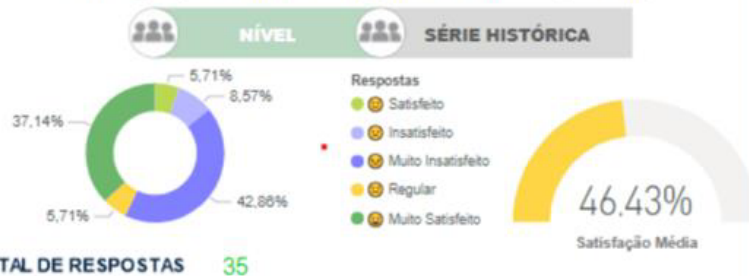 NÍVEL
SÉRIE HISTÓRICA
5,71%
8,57%
37,14%
42,86%
5,71%
Respostas
Satisfeito
Insatisfeito
Muito Insatisfeito
Regular
Muito Satisfeito
46,43%
Satisfação Média
TAL DE RESPOSTAS 35